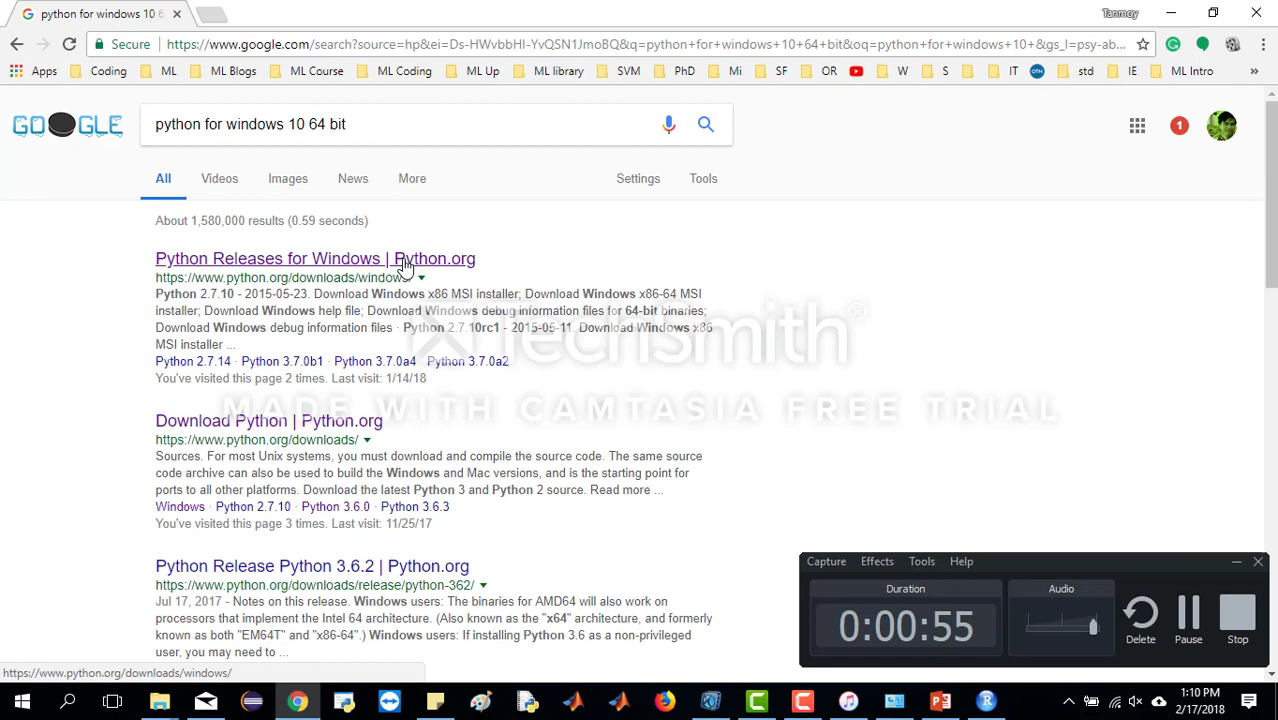 python for windows 10 6
Tanmoy
Secure
https://www.google.com/search?source=hp&ei=Ds-HWvbbHI-YvQSN1JmoBQ&q=python+for+windows+10+64+bit&oq=python+for+windows+10+&gs_l=psy-ab...
Apps
Coding
ML
ML Blogs
ML Course
ML Coding
ML Up
ML library
SVM
PhD
Mi
SF
OR
W
S
IT
std
IE
ML Intro
»
GOOGLE
python for windows 10 64 bit
1
All
Videos
Images
News
More
Settings
Tools
About 1,580,000 results (0.59 seconds)
Python Releases for Windows | Python.org
https://www.python.org/downloads/windows/
Python 2.7.10 - 2015-05-23. Download Windows x86 MSI installer; Download Windows x86-64 MSI
installer; Download Windows help file; Download Windows debug information files for 64-bit binaries;
Download Windows debug information files · Python 2.7.10rc1 - 2015-05-11. Download Windows x86
MSI installer ...
Python 2.7.14 · Python 3.7.0b1 · Python 3.7.0a4 · Python 3.7.0a2
You've visited this page 2 times. Last visit: 1/14/18
TechSmith
MADE WITH CAMTASIA FREE TRIAL
Download Python | Python.org
https://www.python.org/downloads/
Sources. For most Unix systems, you must download and compile the source code. The same source
code archive can also be used to build the Windows and Mac versions, and is the starting point for
ports to all other platforms. Download the latest Python 3 and Python 2 source. Read more ...
Windows · Python 2.7.10 · Python 3.6.0 · Python 3.6.3
You've visited this page 3 times. Last visit: 11/25/17
Python Release Python 3.6.2 | Python.org
https://www.python.org/downloads/release/python-362/
Jul 17, 2017 - Notes on this release. Windows users: The binaries for AMD64 will also work on
processors that implement the Intel 64 architecture. (Also known as the "x64" architecture, and formerly
known as both "EM64T" and "x86-64".) Windows users: If installing Python 3.6 as a non-privileged
user, you may need to ...
https://www.python.org/downloads/windows/
Capture
Effects
Tools
Help
Duration
0:00:55
Audio
Delete
Pause
Stop
1:10 PM
2/17/2018